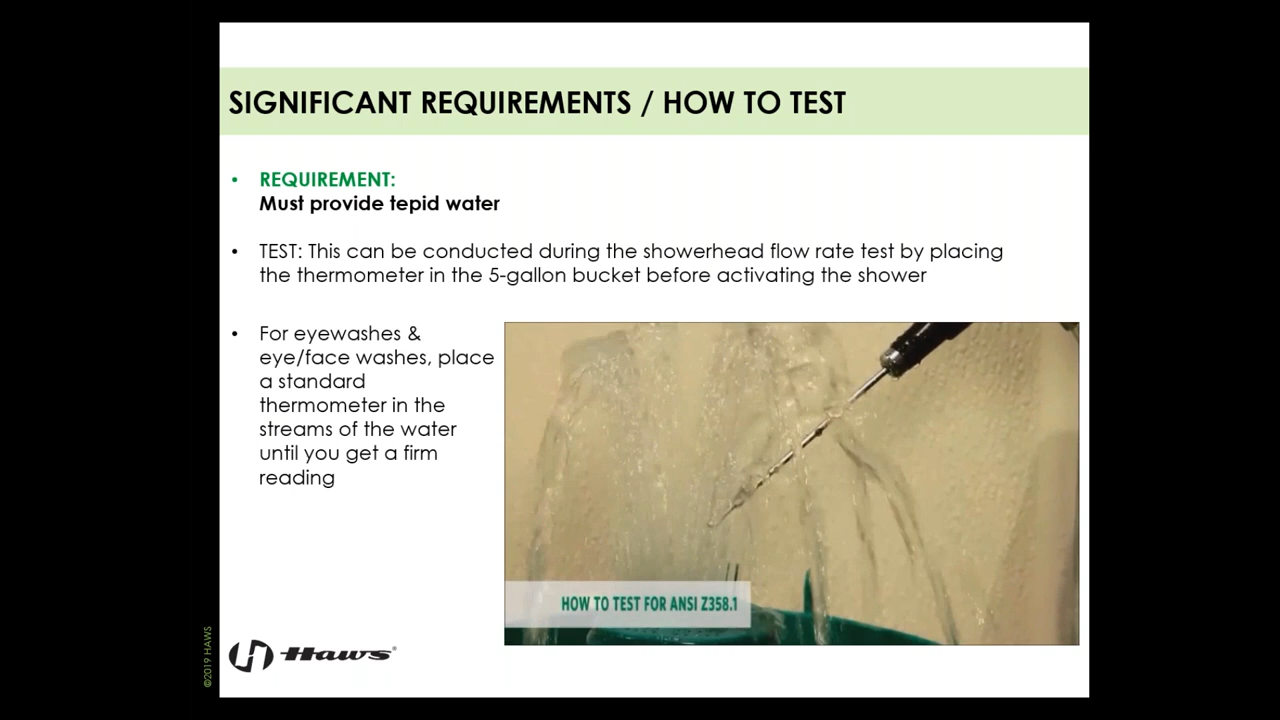 SIGNIFICANT REQUIREMENTS / HOW TO TEST
• REQUIREMENT:
Must provide tepid water
• TEST: This can be conducted during the showerhead flow rate test by placing
the thermometer in the 5-gallon bucket before activating the shower
• For eyewashes &
eye/face washes, place
a standard
thermometer in the
streams of the water
until you get a firm
reading
HOW TO TEST FOR ANSI Z358.1
Haws®
©2019 HAWS